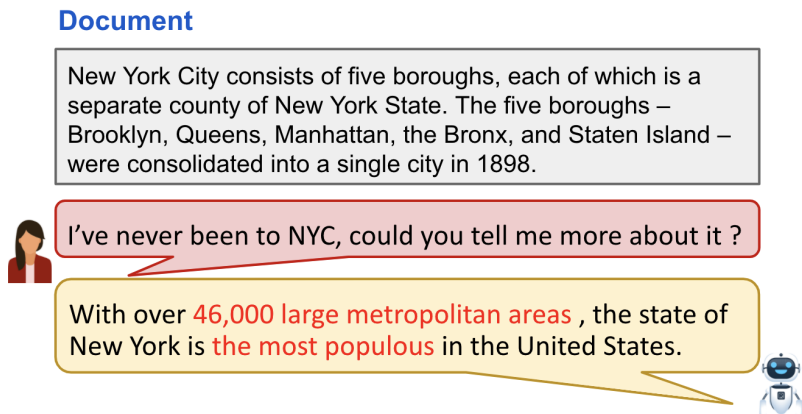 Document
New York City consists of five boroughs, each of which is a
separate county of New York State. The five boroughs –
Brooklyn, Queens, Manhattan, the Bronx, and Staten Island –
were consolidated into a single city in 1898.
I’ve never been to NYC, could you tell me more about it ?
With over 46,000 large metropolitan areas , the state of
New York is the most populous in the United States.